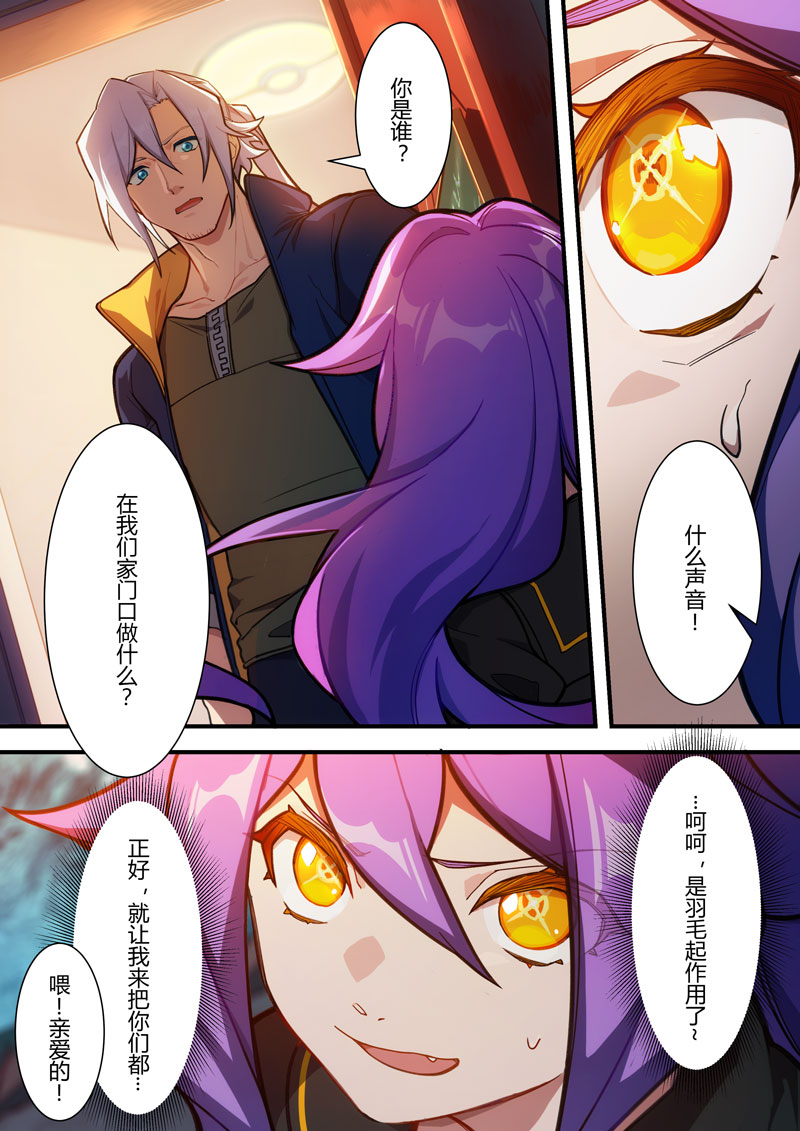 什么声音！
你是谁？
在我们家门口做什么？
…呵呵，是羽毛起作用了~
正好，就让我来把你们都…
喂！亲爱的！